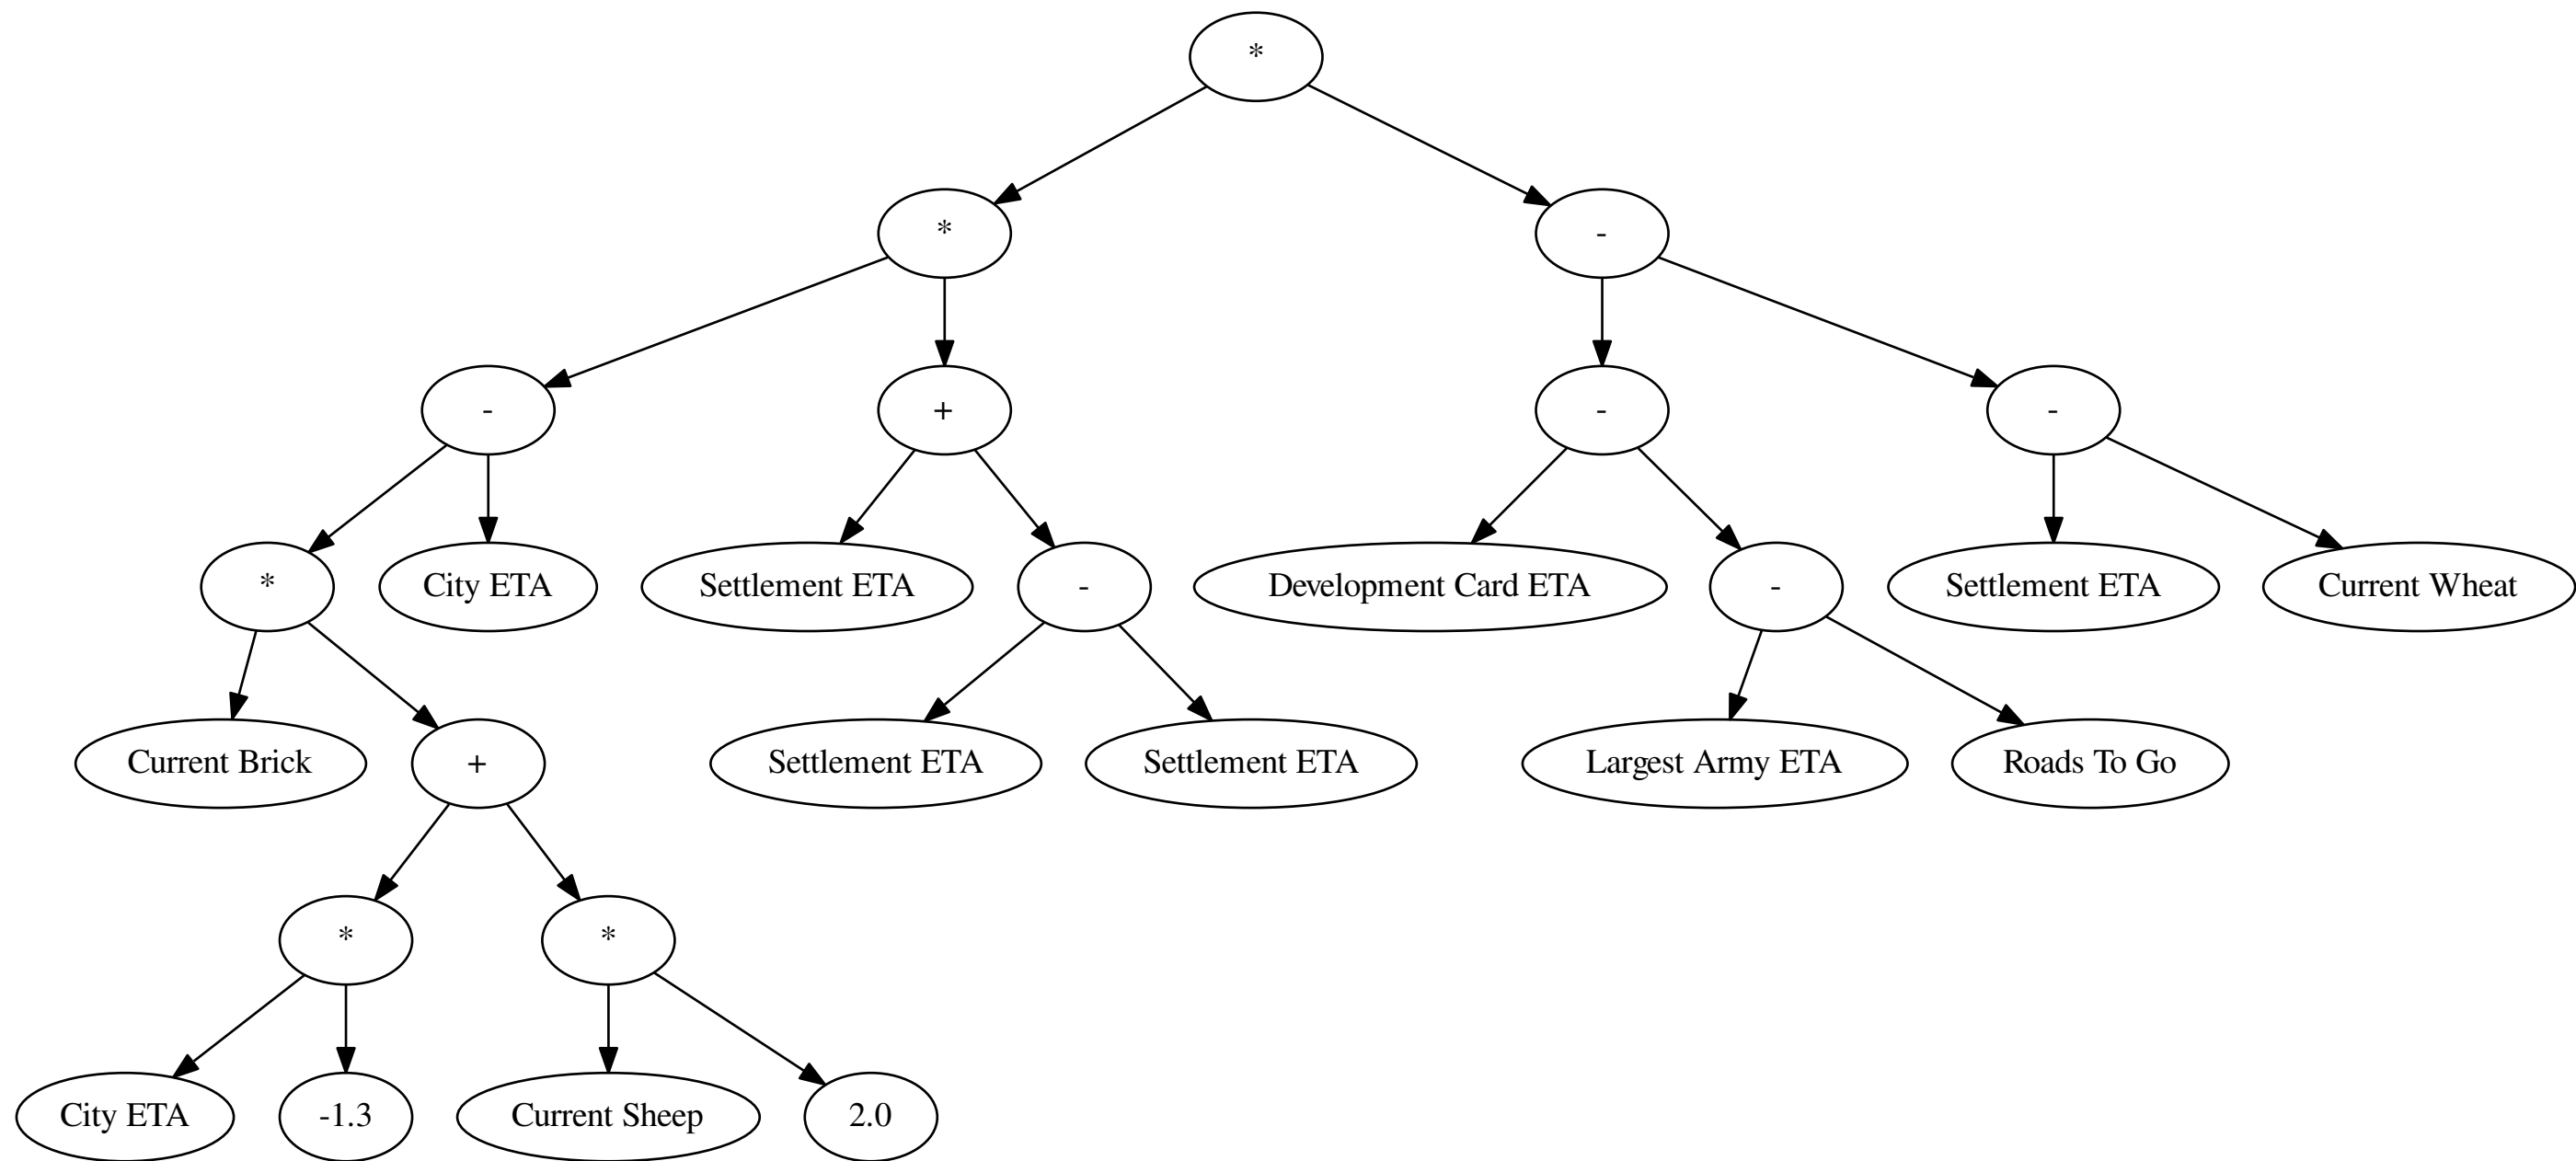 *
* -
- + - -
* City ETA Settlement ETA - Development Card ETA - Settlement ETA Current Wheat
Current Brick + Settlement ETA Settlement ETA Largest Army ETA Roads To Go
* *
City ETA -1.3 Current Sheep 2.0